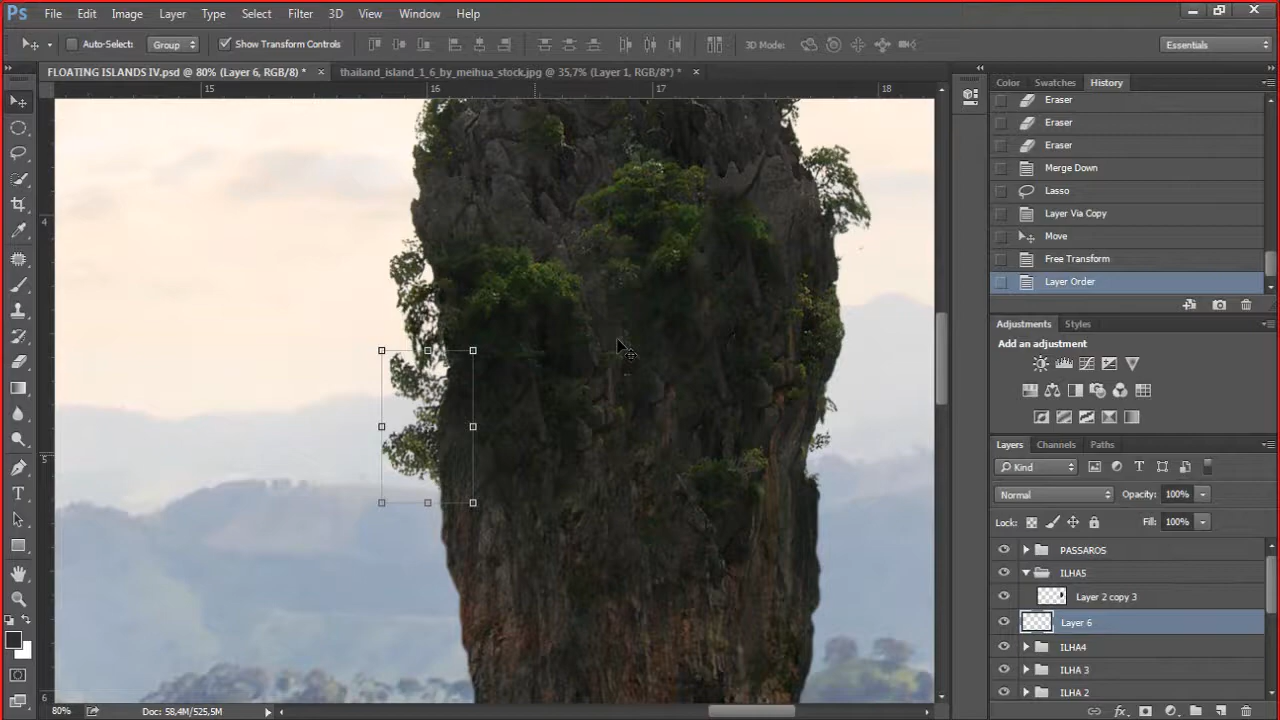 Ps File Edit Image Layer Type Select Filter 3D View Window Help
Auto-Select: Group Show Transform Controls 3D Mode: Essentials
FLOATING ISLANDS IV.psd @ 80% (Layer 6, RGB/8) * × thailand_island_1_6_by_meihua_stock.jpg @ 35,7% (Layer 1, RGB/8*) * ×
15 16 17 18
4
5
6
Color Swatches History
Eraser
Eraser
Eraser
Merge Down
Lasso
Layer Via Copy
Move
Free Transform
Layer Order
Adjustments Styles
Add an adjustment
Layers Channels Paths
Kind
Normal Opacity: 100%
Lock: Fill: 100%
PASSAROS
ILHA5
Layer 2 copy 3
Layer 6
ILHA4
ILHA 3
ILHA 2
80% Doc: 58,4M/525,5M